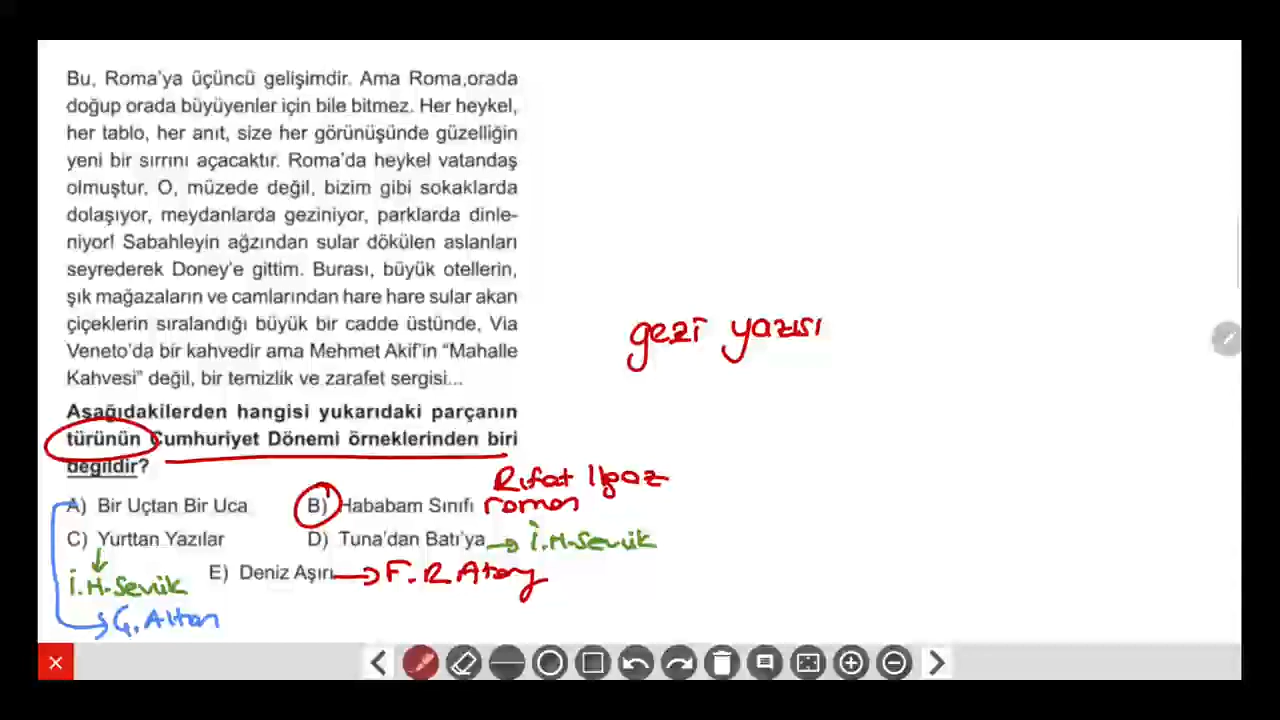 Bu, Roma'ya üçüncü gelişimdir. Ama Roma,orada
doğup orada büyüyenler için bile bitmez. Her heykel,
her tablo, her anıt, size her görünüşünde güzelliğin
yeni bir sırrını açacaktır. Roma'da heykel vatandaş
olmuştur. O, müzede değil, bizim gibi sokaklarda
dolaşıyor, meydanlarda geziniyor, parklarda dinle-
niyor! Sabahleyin ağzından sular dökülen aslanları
seyrederek Doney'e gittim. Burası, büyük otellerin,
şık mağazaların ve camlarından hare hare sular akan
çiçeklerin sıralandığı büyük bir cadde üstünde, Via
Veneto'da bir kahvedir ama Mehmet Akif'in "Mahalle
Kahvesi" değil, bir temizlik ve zarafet sergisi...
gezi yazısı
Aşağıdakilerden hangisi yukarıdaki parçanın
türünün Cumhuriyet Dönemi örneklerinden biri
değildir?
A) Bir Uçtan Bir Uca
B) Hababam Sınıfı
Rıfat Ilgaz
roman
C) Yurttan Yazılar
İ.H.Sevük
D) Tuna'dan Batı'ya
İ.H.Sevük
E) Deniz Aşırı
F.R Atay
Ç. Altan